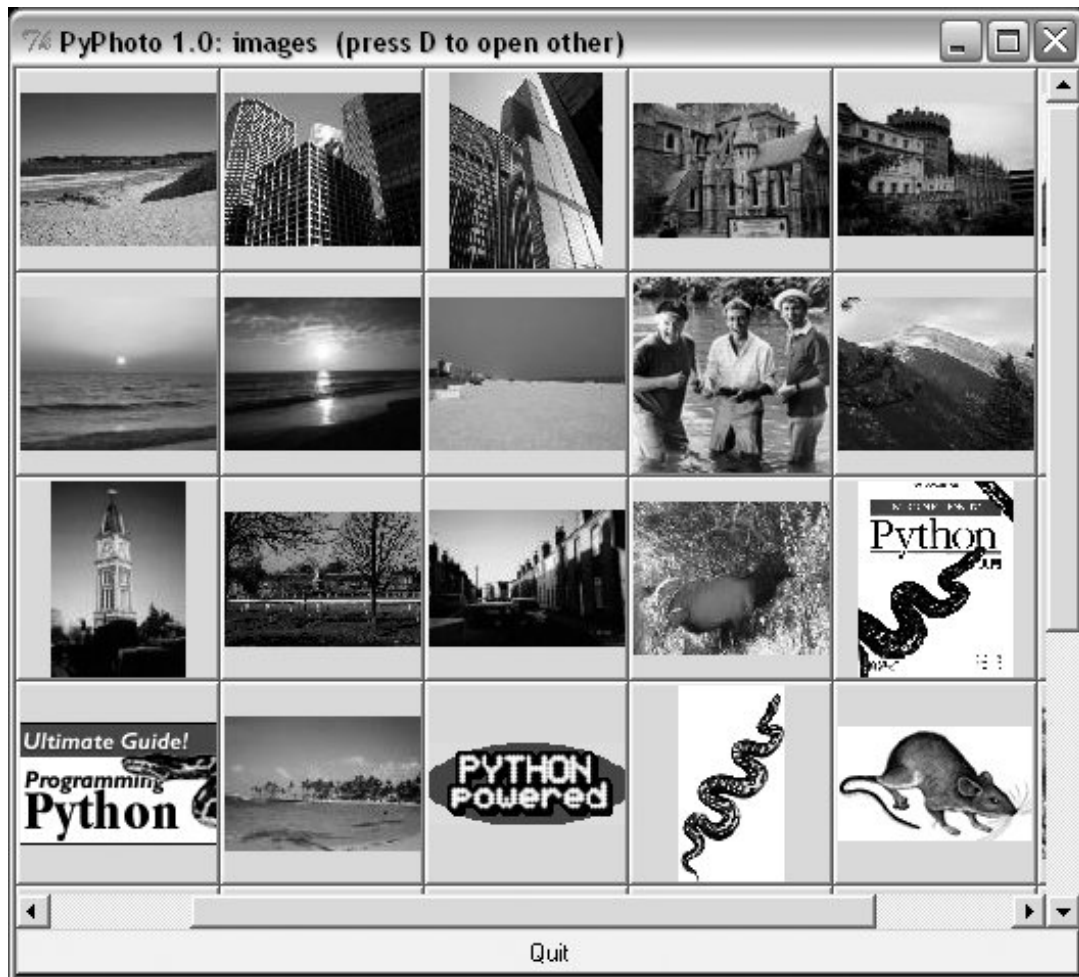 PyPhoto 1.0: images (press D to open other)
Python
Ultimate Guide!
Programming
Python
PYTHON
powered
Quit